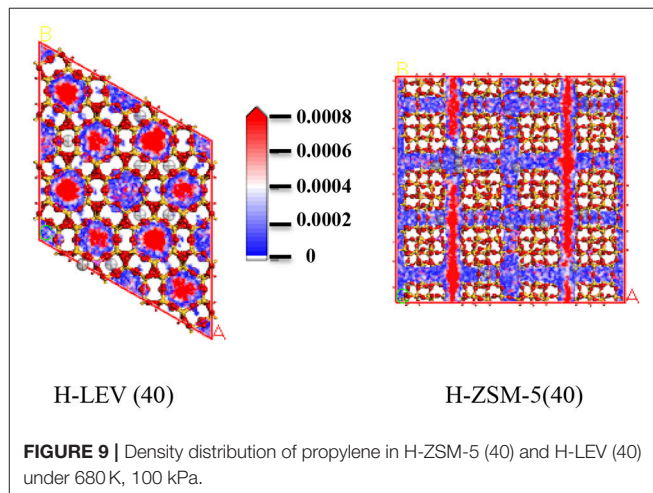 B
A
0.0008
0.0006
0.0004
0.0002
0
B
A
H-LEV (40)
H-ZSM-5(40)
FIGURE 9 | Density distribution of propylene in H-ZSM-5 (40) and H-LEV (40)
under 680 K, 100 kPa.